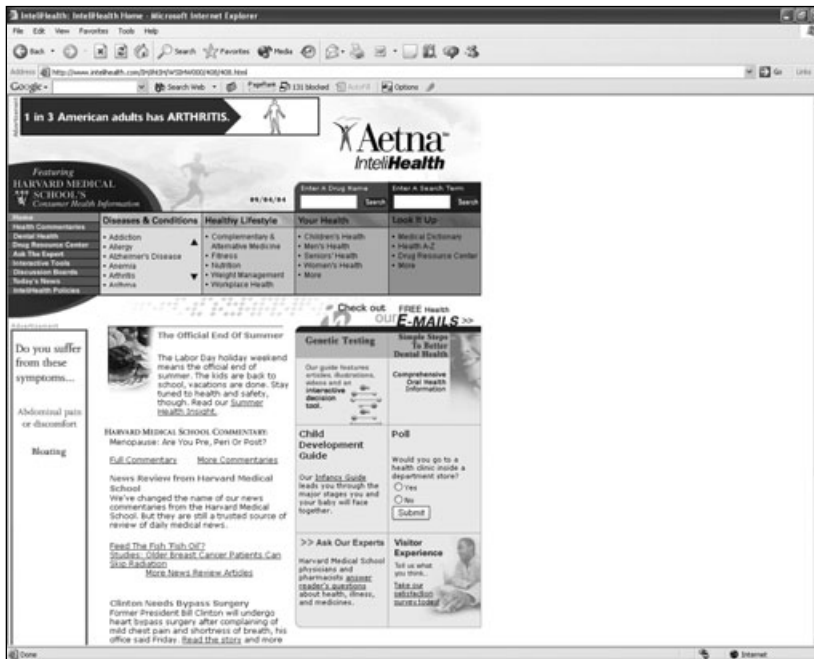 InteliHealth: InteliHealth Home - Microsoft Internet Explorer
File Edit View Favorites Tools Help
Back Search Favorites Media
Address http://www.intelihealth.com/IH/ihtIH/WSIHW000/408/408.html Go Links
Google Search Web PageRank 131 blocked AutoFill Options
Advertisement
1 in 3 American adults has ARTHRITIS.
Aetna™
InteliHealth
Featuring
HARVARD MEDICAL
SCHOOL'S
Consumer Health Information
09/04/04
Enter A Drug Name
Search
Enter A Search Term
Search
Home
Health Commentaries
Dental Health
Drug Resource Center
Ask The Expert
Interactive Tools
Discussion Boards
Today's News
InteliHealth Policies
Diseases & Conditions
• Addiction
• Allergy
• Alzheimer's Disease
• Anemia
• Arthritis
• Asthma
Healthy Lifestyle
• Complementary &
Alternative Medicine
• Fitness
• Nutrition
• Weight Management
• Workplace Health
Your Health
• Children's Health
• Men's Health
• Seniors' Health
• Women's Health
• More
Look It Up
• Medical Dictionary
• Health A-Z
• Drug Resource Center
• More
Check out FREE Health
our E-MAILS >>
Advertisement
Do you suffer
from these
symptoms...
Abdominal pain
or discomfort
Bloating
The Official End Of Summer
The Labor Day holiday weekend
means the official end of
summer. The kids are back to
school, vacations are done. Stay
tuned to health and safety,
though. Read our Summer
Health Insight.
HARVARD MEDICAL SCHOOL COMMENTARY:
Menopause: Are You Pre, Peri Or Post?
Full Commentary More Commentaries
News Review from Harvard Medical
School
We've changed the name of our news
commentaries from the Harvard Medical
School. But they are still a trusted source of
review of daily medical news.
Feed The Fish 'Fish Oil'?
Studies: Older Breast Cancer Patients Can
Skip Radiation
More News Review Articles
Clinton Needs Bypass Surgery
Former President Bill Clinton will undergo
heart bypass surgery after complaining of
mild chest pain and shortness of breath, his
office said Friday. Read the story and more
Genetic Testing
Our guide features
articles, illustrations,
videos and an
interactive
decision
tool.
Simple Steps
To Better
Dental Health
Comprehensive
Oral Health
Information
Child
Development
Guide
Our Infancy Guide
leads you through the
major stages you and
your baby will face
together.
Poll
Would you go to a
health clinic inside a
department store?
Yes
No
Submit
>> Ask Our Experts
Harvard Medical School
physicians and
pharmacists answer
reader's questions
about health, illness,
and medicines.
Visitor
Experience
Tell us what
you think...
Take our
satisfaction
survey today!
Done
Internet